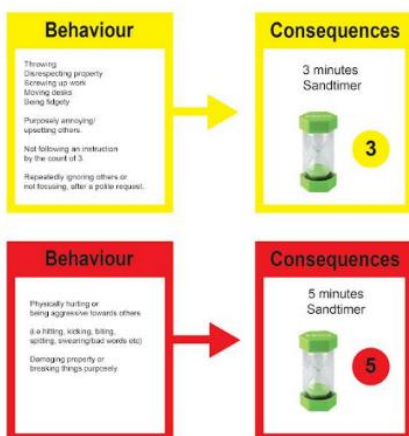 Behaviour
Throwing
Disrespecting property
Screwing up work
Moving desks
Being fidgety
Purposely annoying/
upsetting others.
Not following an instruction
by the count of 3.
Repeatedly ignoring others or
not focusing, after a polite request.
Consequences
3 minutes
Sandtimer
3
Behaviour
Physically hurting or
being aggressive towards others
(i.e hitting, kicking, biting,
spitting, swearing/bad words etc)
Damaging property or
breaking things purposely
Consequences
5 minutes
Sandtimer
5